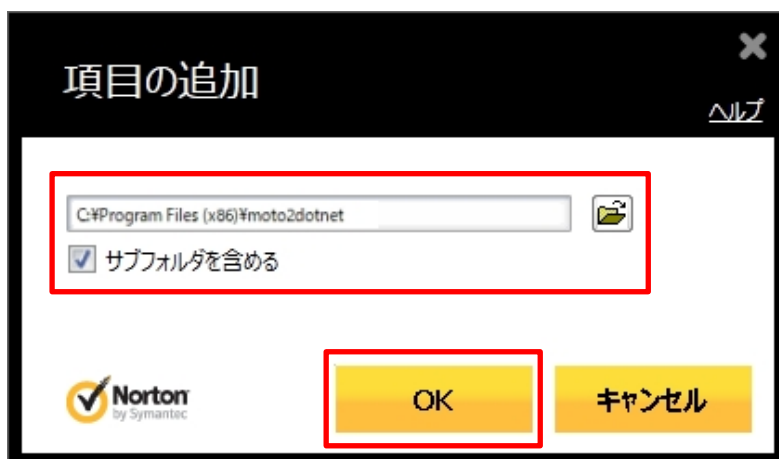 項目の追加
ヘルプ
C:¥Program Files (x86)¥moto2dotnet
サブフォルダを含める
Norton
by Symantec
OK
キャンセル